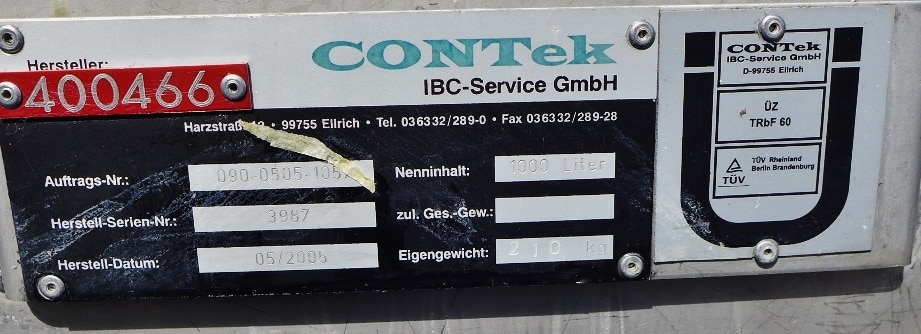 Hersteller:
CONTek
IBC-Service GmbH
400466
99755 Ellrich • Tel. 036332/289-0 • Fax 036332/289-28
Auftrags-Nr.:
Nenninhalt: 1000 Liter
Herstell-Serien-Nr.: 3987
zul. Ges.-Gew.:
Herstell-Datum: 05/2005
Eigengewicht: 210 kg
CONTek
IBC-Service GmbH
D-99755 Ellrich
ÜZ
TRbF 60
TÜV
TÜV Rheinland
Berlin Brandenburg